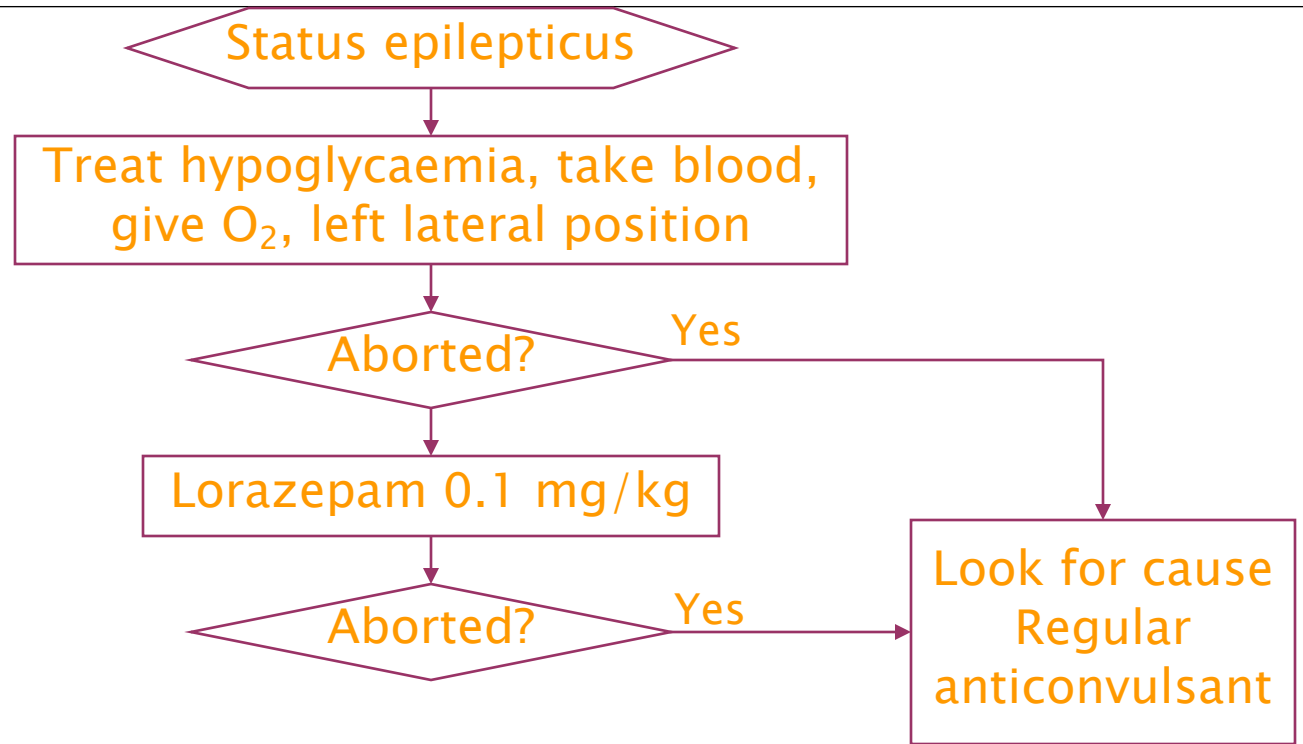 Status epilepticus
Treat hypoglycaemia, take blood,
give O₂, left lateral position
Aborted?
Yes
Lorazepam 0.1 mg/kg
Aborted?
Yes
Look for cause
Regular
anticonvulsant